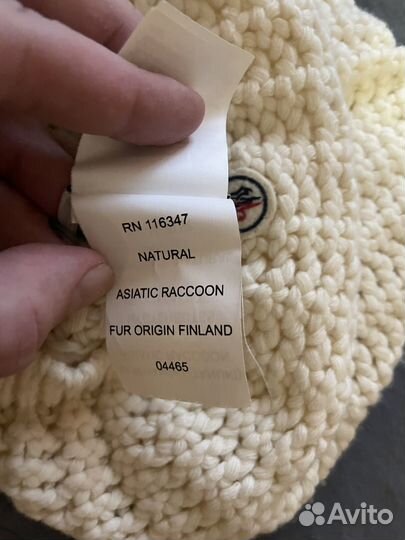 RN 116347
NATURAL
ASIATIC RACCOON
FUR ORIGIN FINLAND
04465
Avito